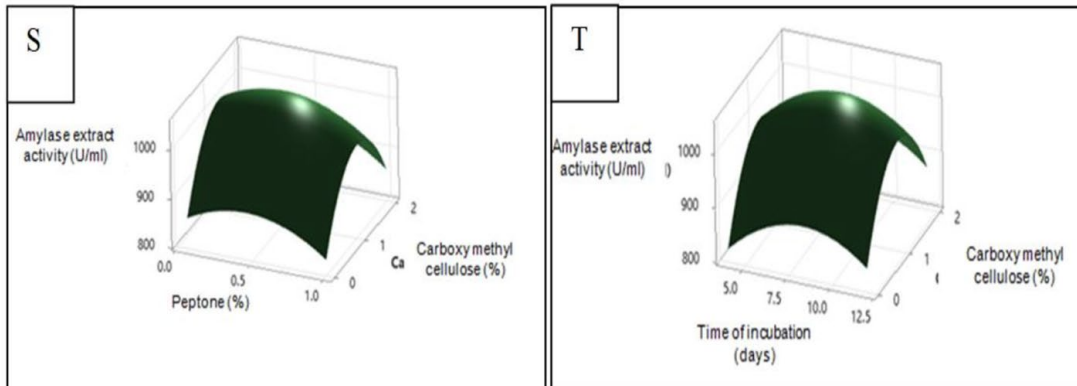 S
Amylase extract
activity (U/ml)
1000
900
800
0.0
0.5
1.0
Peptone (%)
0
1
2
Ca
Carboxy methyl
cellulose (%)
T
Amylase extract
activity (U/ml)
)
1000
900
800
5.0
7.5
10.0
12.5
Time of incubation
(days)
0
1
2
Carboxy methyl
cellulose (%)